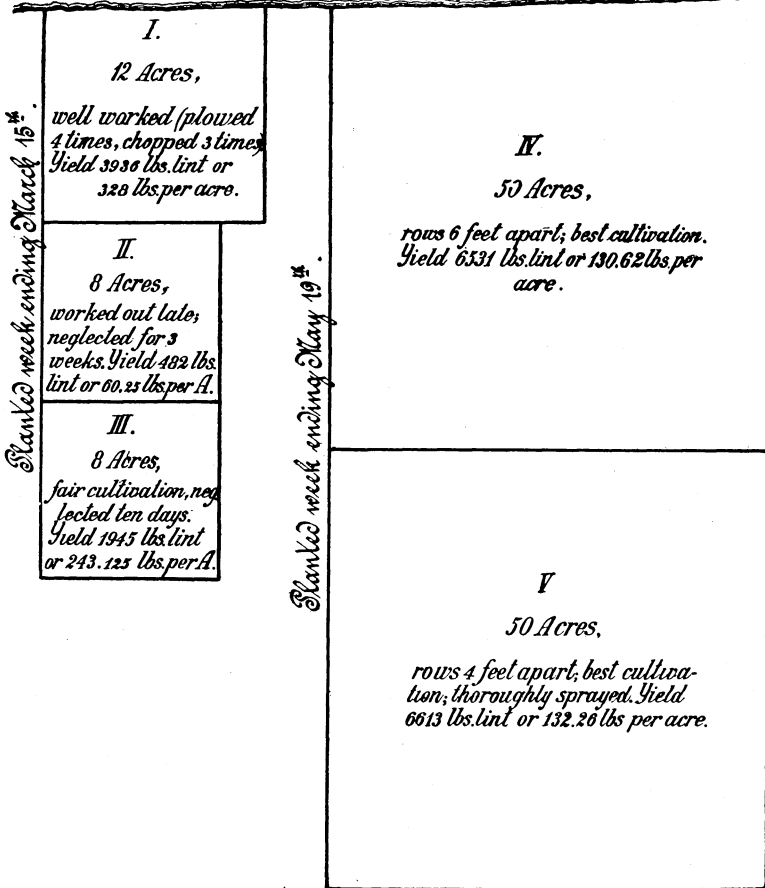 Planted week ending March 15th.
I.
12 Acres,
well worked (plowed
4 times, chopped 3 times)
Yield 3936 lbs. lint or
328 lbs. per acre.
II.
8 Acres,
worked out late;
neglected for 3
weeks. Yield 482 lbs.
lint or 60.25 lbs per A.
III.
8 Acres,
fair cultivation, neg
lected ten days.
Yield 1945 lbs. lint
or 243.125 lbs. per A.
Planted week ending May 19th.
IV.
50 Acres,
rows 6 feet apart; best cultivation.
Yield 6531 lbs. lint or 130.62 lbs. per
acre.
V
50 Acres,
rows 4 feet apart; best cultiva-
tion; thoroughly sprayed. Yield
6613 lbs. lint or 132.26 lbs per acre.